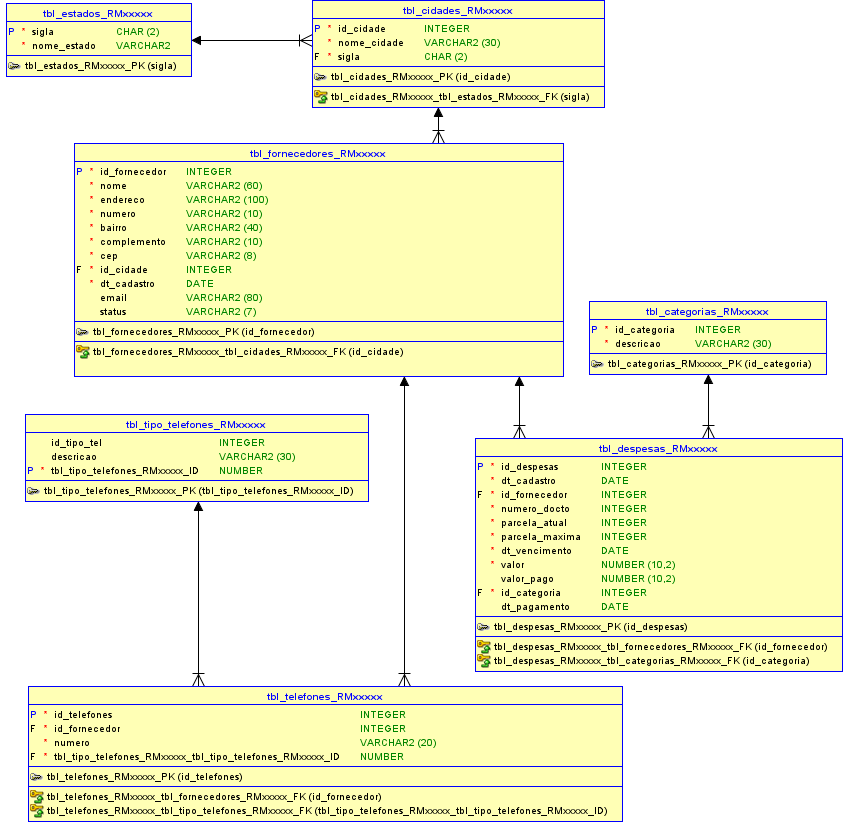 tbl_estados_RMxxxxx
P * sigla CHAR (2)
* nome_estado VARCHAR2
tbl_estados_RMxxxxx_PK (sigla)
tbl_cidades_RMxxxxx
P * id_cidade INTEGER
* nome_cidade VARCHAR2 (30)
F * sigla CHAR (2)
tbl_cidades_RMxxxxx_PK (id_cidade)
tbl_cidades_RMxxxxx_tbl_estados_RMxxxxx_FK (sigla)
tbl_fornecedores_RMxxxxx
P * id_fornecedor INTEGER
* nome VARCHAR2 (60)
* endereco VARCHAR2 (100)
* numero VARCHAR2 (10)
* bairro VARCHAR2 (40)
* complemento VARCHAR2 (10)
* cep VARCHAR2 (8)
F * id_cidade INTEGER
* dt_cadastro DATE
email VARCHAR2 (80)
status VARCHAR2 (7)
tbl_fornecedores_RMxxxxx_PK (id_fornecedor)
tbl_fornecedores_RMxxxxx_tbl_cidades_RMxxxxx_FK (id_cidade)
tbl_categorias_RMxxxxx
P * id_categoria INTEGER
* descricao VARCHAR2 (30)
tbl_categorias_RMxxxxx_PK (id_categoria)
tbl_tipo_telefones_RMxxxxx
id_tipo_tel INTEGER
descricao VARCHAR2 (30)
P * tbl_tipo_telefones_RMxxxxx_ID NUMBER
tbl_tipo_telefones_RMxxxxx_PK (tbl_tipo_telefones_RMxxxxx_ID)
tbl_despesas_RMxxxxx
P * id_despesas INTEGER
* dt_cadastro DATE
F * id_fornecedor INTEGER
* numero_docto INTEGER
* parcela_atual INTEGER
* parcela_maxima INTEGER
* dt_vencimento DATE
* valor NUMBER (10,2)
valor_pago NUMBER (10,2)
F * id_categoria INTEGER
dt_pagamento DATE
tbl_despesas_RMxxxxx_PK (id_despesas)
tbl_despesas_RMxxxxx_tbl_fornecedores_RMxxxxx_FK (id_fornecedor)
tbl_despesas_RMxxxxx_tbl_categorias_RMxxxxx_FK (id_categoria)
tbl_telefones_RMxxxxx
P * id_telefones INTEGER
F * id_fornecedor INTEGER
* numero VARCHAR2 (20)
F * tbl_tipo_telefones_RMxxxxx_tbl_tipo_telefones_RMxxxxx_ID NUMBER
tbl_telefones_RMxxxxx_PK (id_telefones)
tbl_telefones_RMxxxxx_tbl_fornecedores_RMxxxxx_FK (id_fornecedor)
tbl_telefones_RMxxxxx_tbl_tipo_telefones_RMxxxxx_FK (tbl_tipo_telefones_RMxxxxx_tbl_tipo_telefones_RMxxxxx_ID)